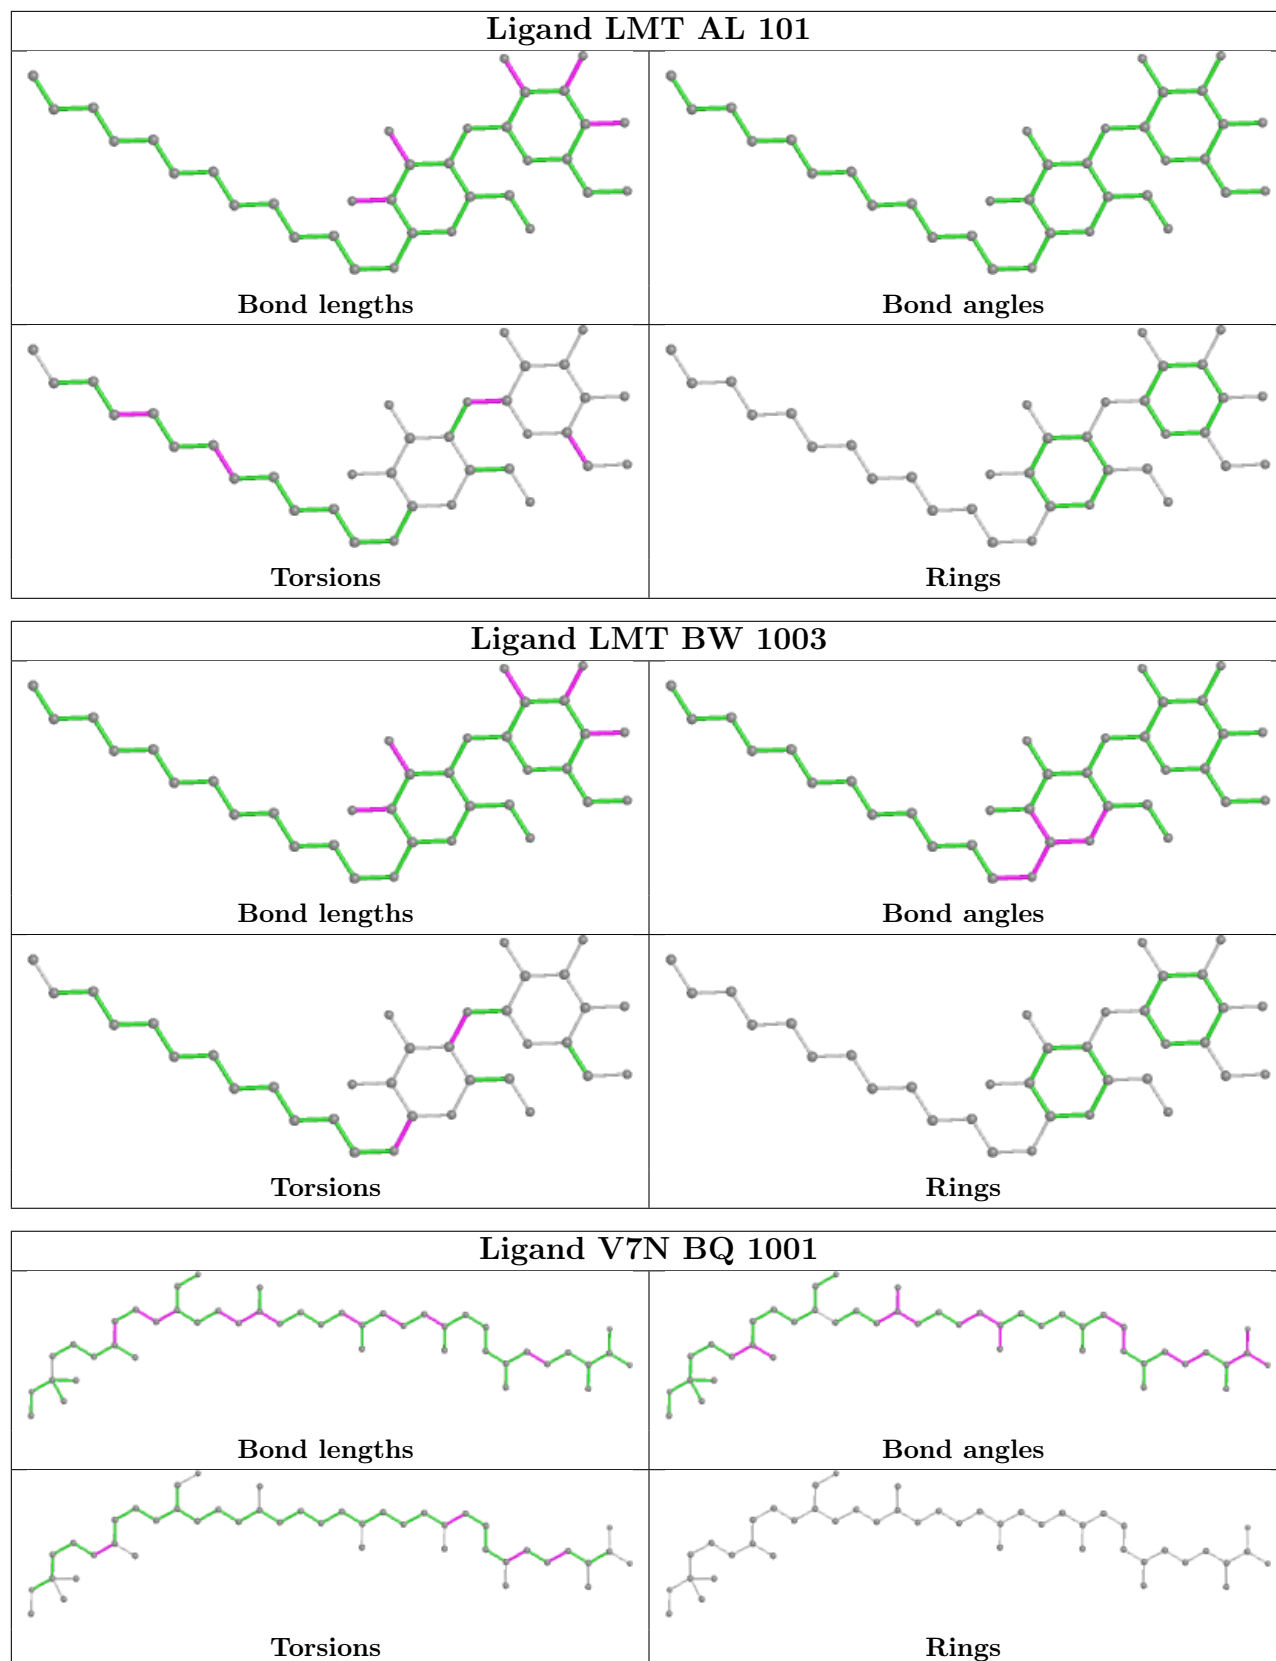 Ligand LMT AL 101
Bond lengths
Bond angles
Torsions
Rings
Ligand LMT BW 1003
Bond lengths
Bond angles
Torsions
Rings
Ligand V7N BQ 1001
Bond lengths
Bond angles
Torsions
Rings